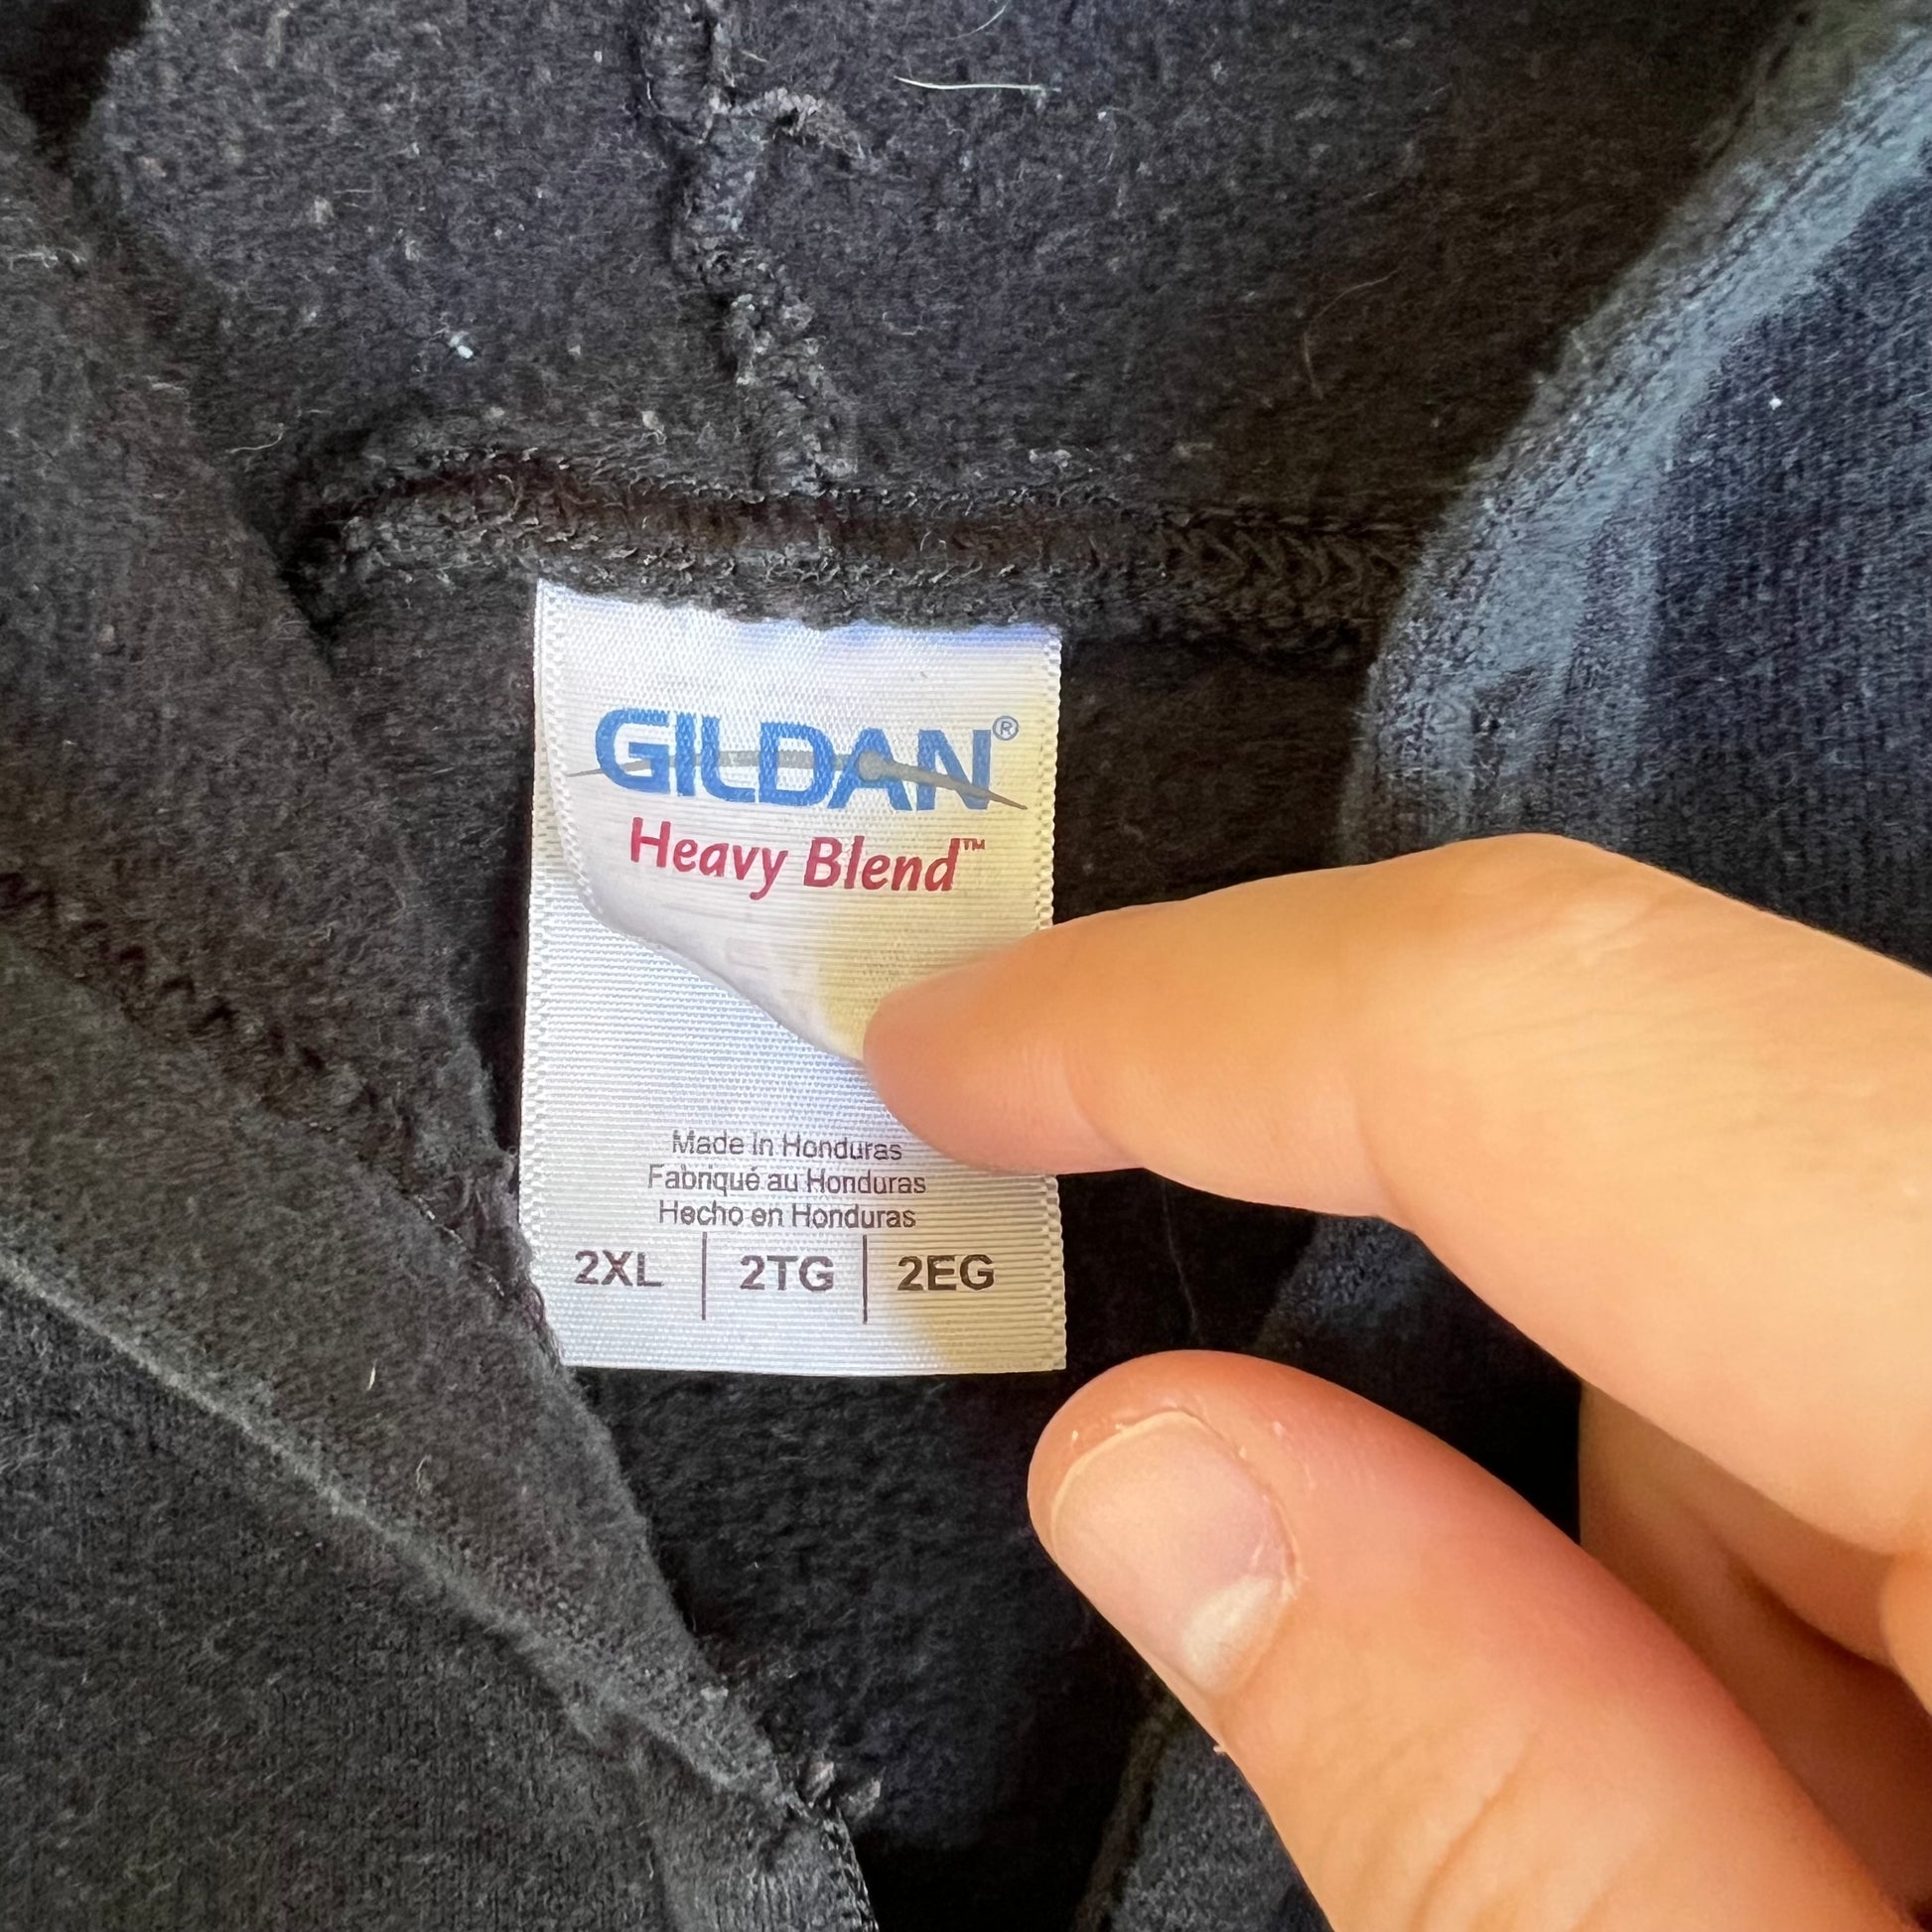 GILDAN®
Heavy Blend™
Made in Honduras
Fabriqué au Honduras
Hecho en Honduras
2XL | 2TG | 2EG